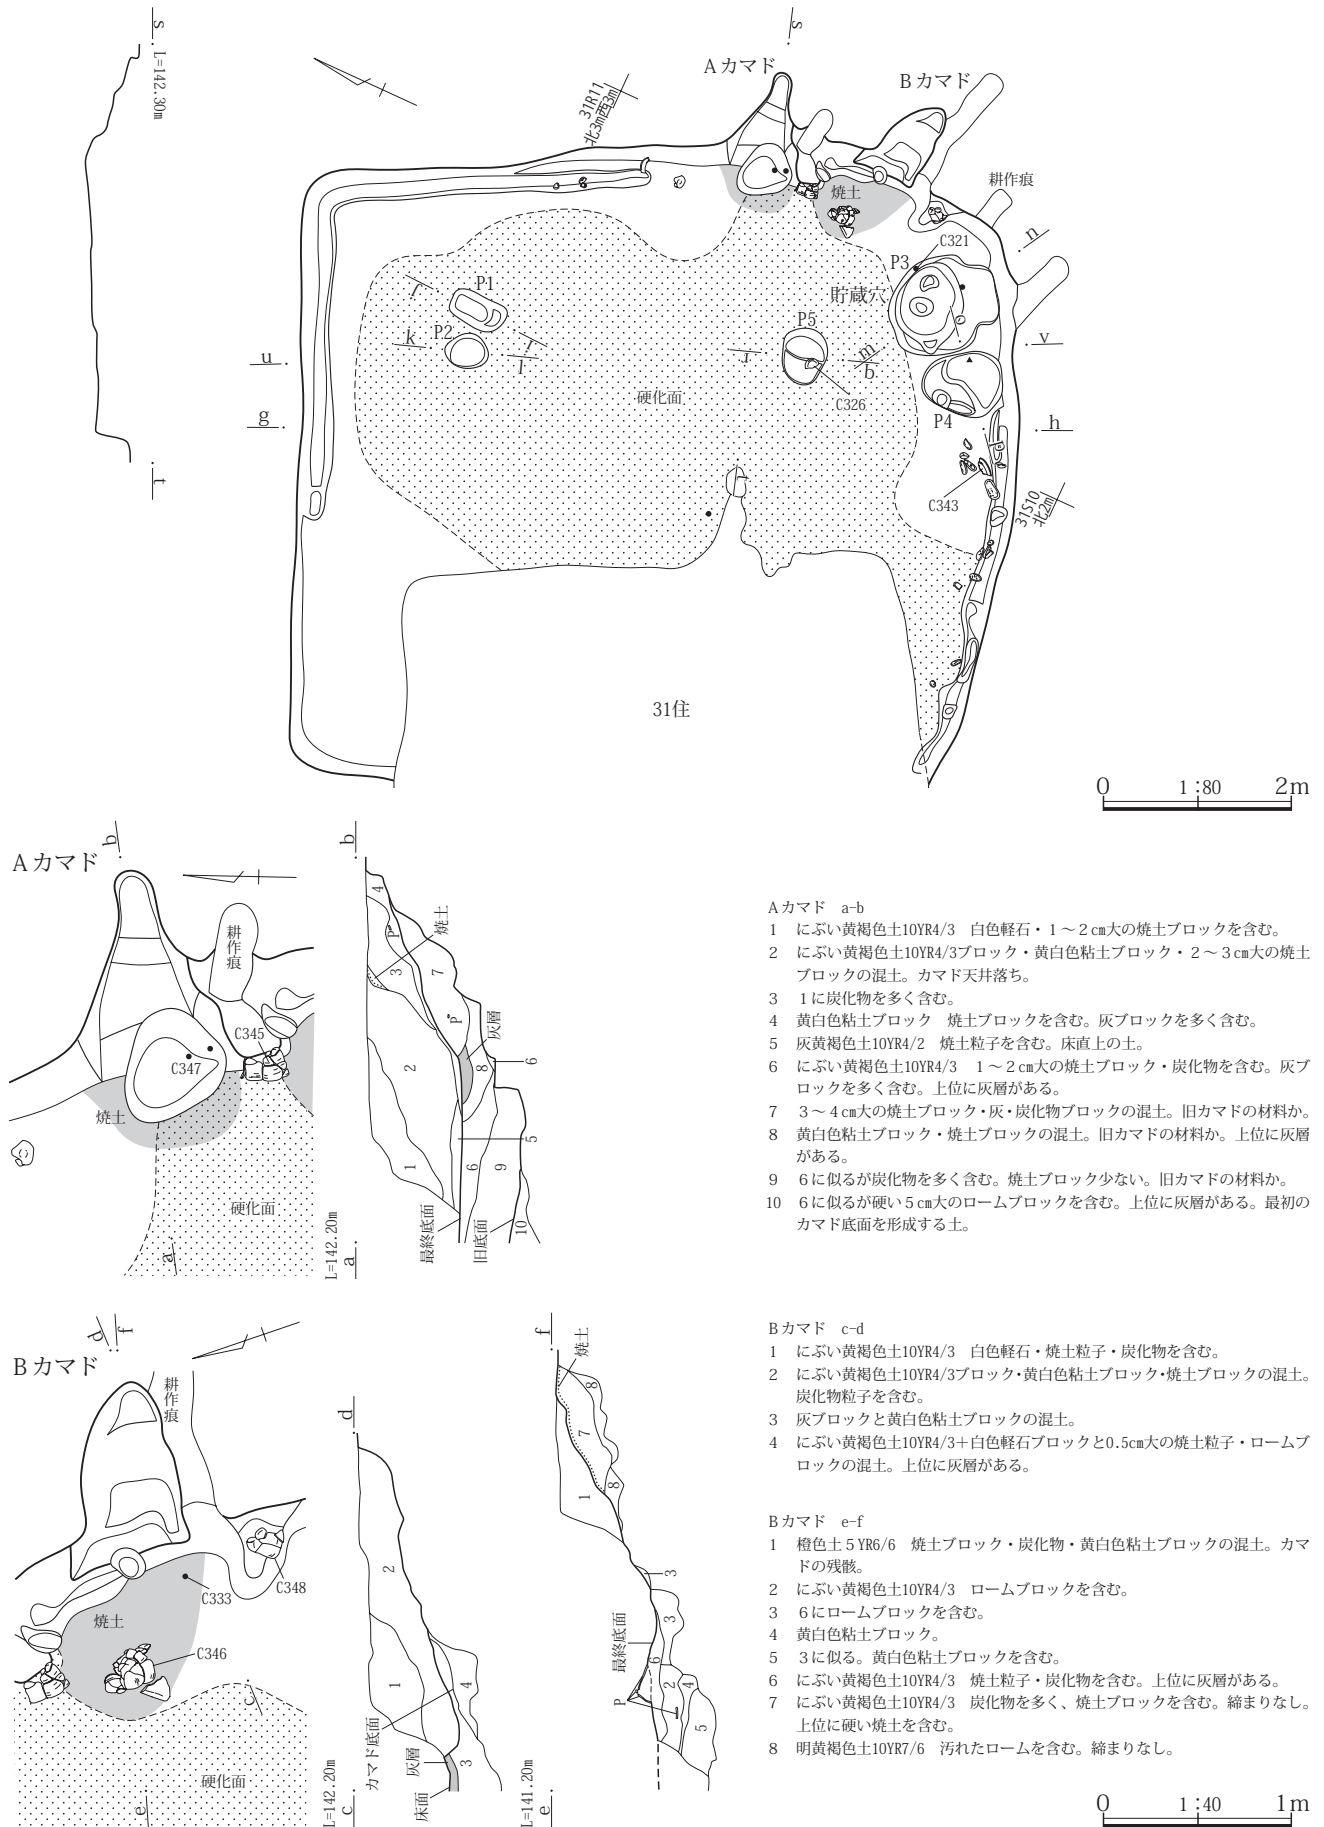 s
L=142.30m
t
s
Aカマド
Bカマド
31R11
北3m西3m
焼土
耕作痕
n
C321
P3
貯蔵穴
P1
P2
k
l
r
r
P5
m
b
v
u
硬化面
C326
g
P4
h
C343
31S10
北2m
n
t
31住
0 1:80 2m
Aカマド
b
耕作痕
C345
C347
焼土
硬化面
a
b
4
P
焼土
3
7
P
灰層
2
8
6
5
1
6
9
10
最終底面
旧底面
L=142.20m
a
Aカマド a-b
1 にぶい黄褐色土10YR4/3 白色軽石・1～2㎝大の焼土ブロックを含む。
2 にぶい黄褐色土10YR4/3ブロック・黄白色粘土ブロック・2～3㎝大の焼土
ブロックの混土。カマド天井落ち。
3 1に炭化物を多く含む。
4 黄白色粘土ブロック 焼土ブロックを含む。灰ブロックを多く含む。
5 灰黄褐色土10YR4/2 焼土粒子を含む。床直上の土。
6 にぶい黄褐色土10YR4/3 1～2㎝大の焼土ブロック・炭化物を含む。灰ブ
ロックを多く含む。上位に灰層がある。
7 3～4㎝大の焼土ブロック・灰・炭化物ブロックの混土。旧カマドの材料か。
8 黄白色粘土ブロック・焼土ブロックの混土。旧カマドの材料か。上位に灰層
がある。
9 6に似るが炭化物を多く含む。焼土ブロック少ない。旧カマドの材料か。
10 6に似るが硬い5㎝大のロームブロックを含む。上位に灰層がある。最初の
カマド底面を形成する土。
Bカマド
d
f
耕作痕
C348
C333
焼土
C346
c
硬化面
e
d
2
1
4
3
カマド底面
灰層
床面
L=142.20m
c
f
焼土
8
7
8
1
3
3
最終底面
6
2
4
P
5
L=141.20m
e
Bカマド c-d
1 にぶい黄褐色土10YR4/3 白色軽石・焼土粒子・炭化物を含む。
2 にぶい黄褐色土10YR4/3ブロック・黄白色粘土ブロック・焼土ブロックの混土。
炭化物粒子を含む。
3 灰ブロックと黄白色粘土ブロックの混土。
4 にぶい黄褐色土10YR4/3＋白色軽石ブロックと0.5㎝大の焼土粒子・ロームブ
ロックの混土。上位に灰層がある。
Bカマド e-f
1 橙色土5YR6/6 焼土ブロック・炭化物・黄白色粘土ブロックの混土。カマ
ドの残骸。
2 にぶい黄褐色土10YR4/3 ロームブロックを含む。
3 6にロームブロックを含む。
4 黄白色粘土ブロック。
5 3に似る。黄白色粘土ブロックを含む。
6 にぶい黄褐色土10YR4/3 焼土粒子・炭化物を含む。上位に灰層がある。
7 にぶい黄褐色土10YR4/3 炭化物を多く、焼土ブロックを含む。締まりなし。
上位に硬い焼土を含む。
8 明黄褐色土10YR7/6 汚れたロームを含む。締まりなし。
0 1:40 1m